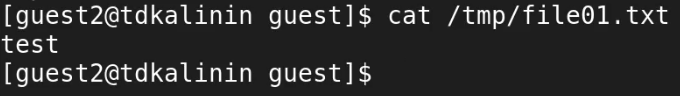 [guest2@tdkalinin guest]$ cat /tmp/file01.txt
test
[guest2@tdkalinin guest]$